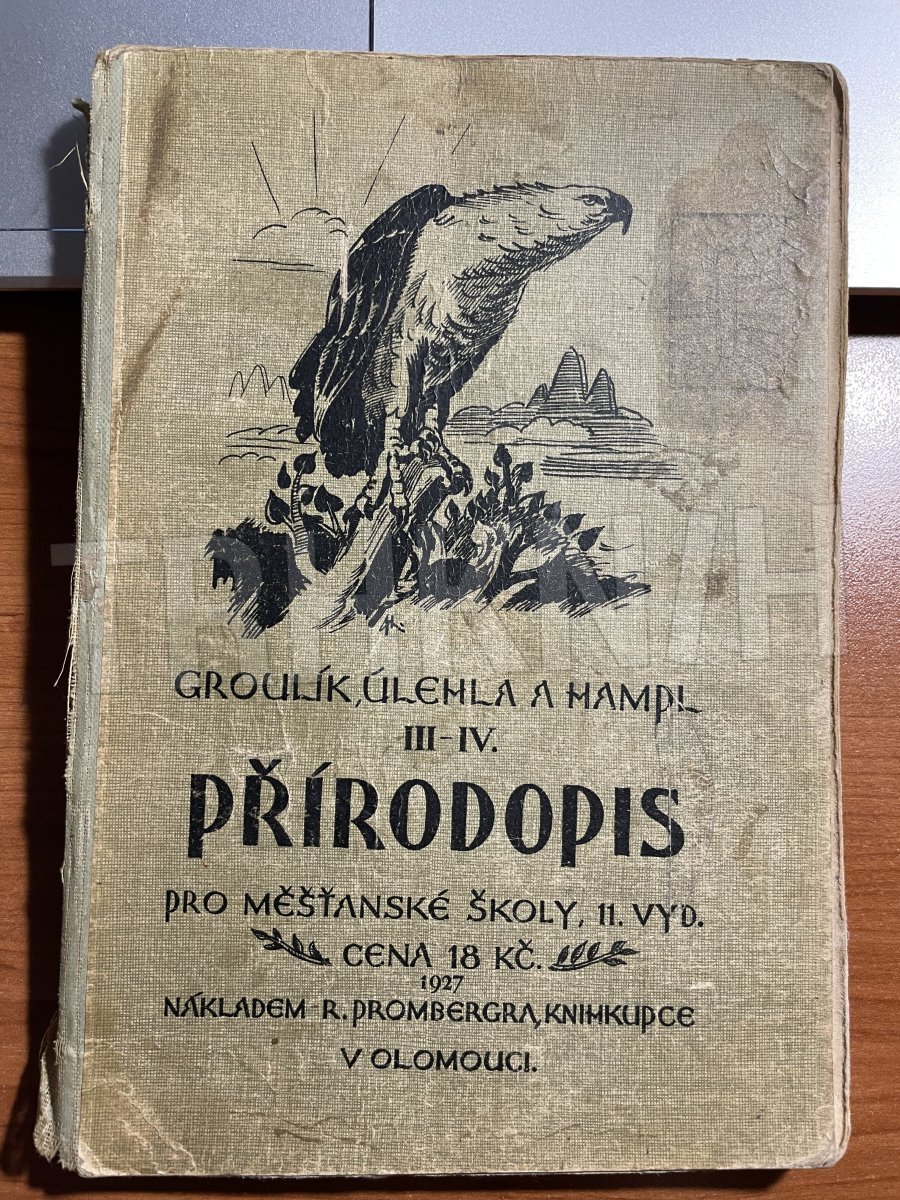 GROULÍK, ÚLEHLA A HAMPL
III-IV.
PŘÍRODOPIS
PRO MĚŠŤANSKÉ ŠKOLY, 11. VYD.
CENA 18 KČ.
1927
NÁKLADEM R. PROMBERGRA, KNIHKUPCE
V OLOMOUCI.